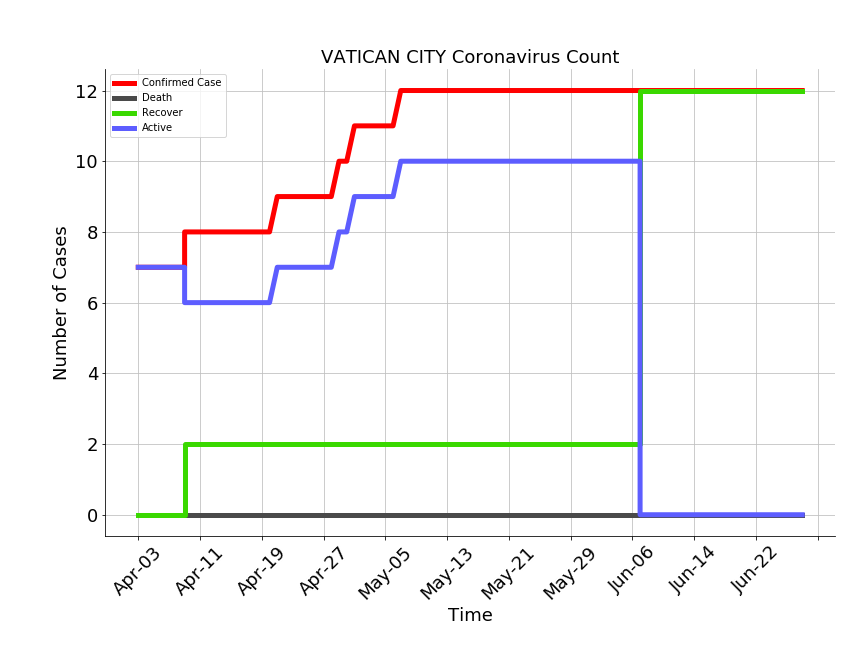 VATICAN CITY Coronavirus Count
Confirmed Case
Death
Recover
Active
Number of Cases
12
10
8
6
4
2
0
Apr-03
Apr-11
Apr-19
Apr-27
May-05
May-13
May-21
May-29
Jun-06
Jun-14
Jun-22
Time